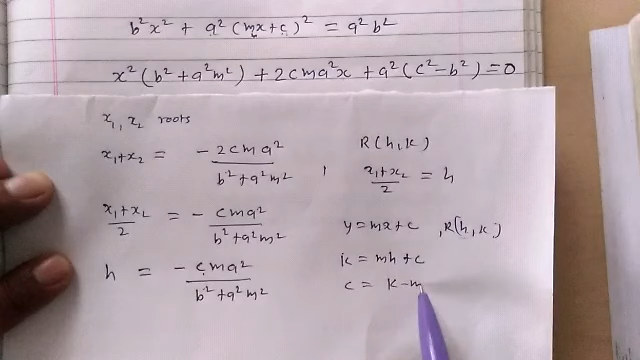 b²x² + a²(mx+c)² = a²b²
x²(b²+a²m²) + 2cma²x + a²(c²-b²) = 0
x₁, x₂ roots
x₁+x₂ = -2cma² / b²+a²m² ,
x₁+x₂ / 2 = - cma² / b²+a²m²
h = -cma² / b²+a²m²
R(h,k)
x₁+x₂ / 2 = h
y = mx+c , R(h,k)
k = mh+c
c = k-m